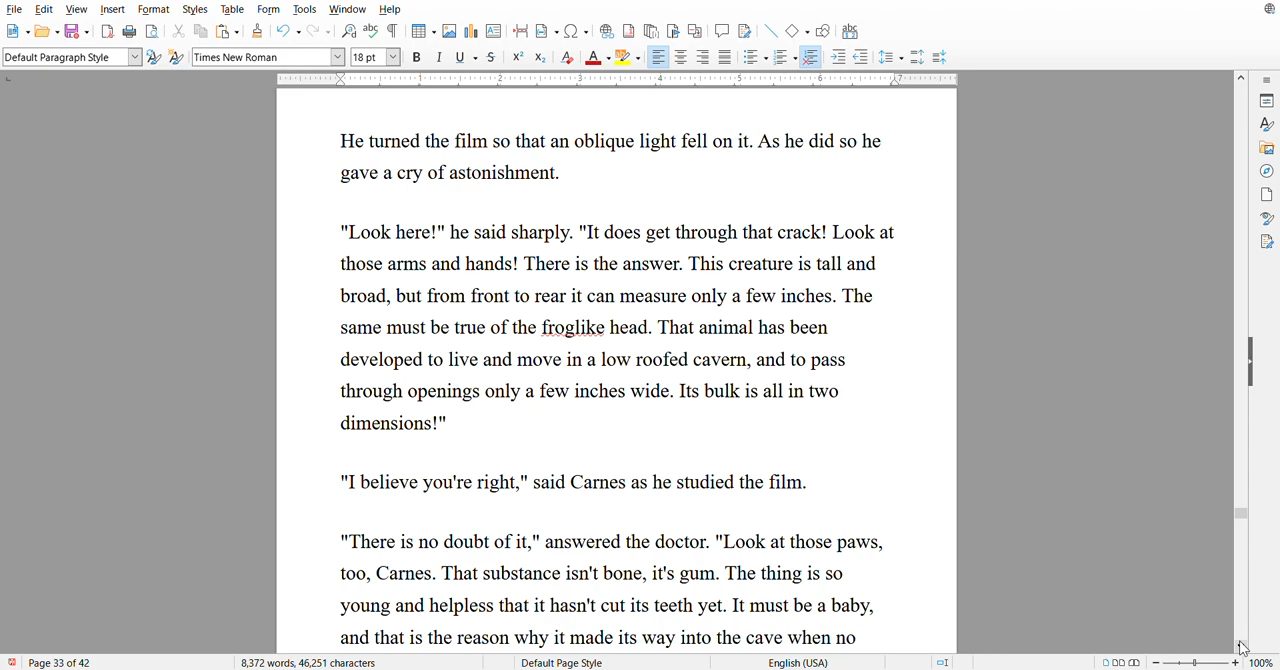 File Edit View Insert Format Styles Table Form Tools Window Help
Default Paragraph Style Times New Roman 18 pt
He turned the film so that an oblique light fell on it. As he did so he
gave a cry of astonishment.
"Look here!" he said sharply. "It does get through that crack! Look at
those arms and hands! There is the answer. This creature is tall and
broad, but from front to rear it can measure only a few inches. The
same must be true of the froglike head. That animal has been
developed to live and move in a low roofed cavern, and to pass
through openings only a few inches wide. Its bulk is all in two
dimensions!"
"I believe you're right," said Carnes as he studied the film.
"There is no doubt of it," answered the doctor. "Look at those paws,
too, Carnes. That substance isn't bone, it's gum. The thing is so
young and helpless that it hasn't cut its teeth yet. It must be a baby,
and that is the reason why it made its way into the cave when no
Page 33 of 42 8,372 words, 46,251 characters Default Page Style English (USA) 100%